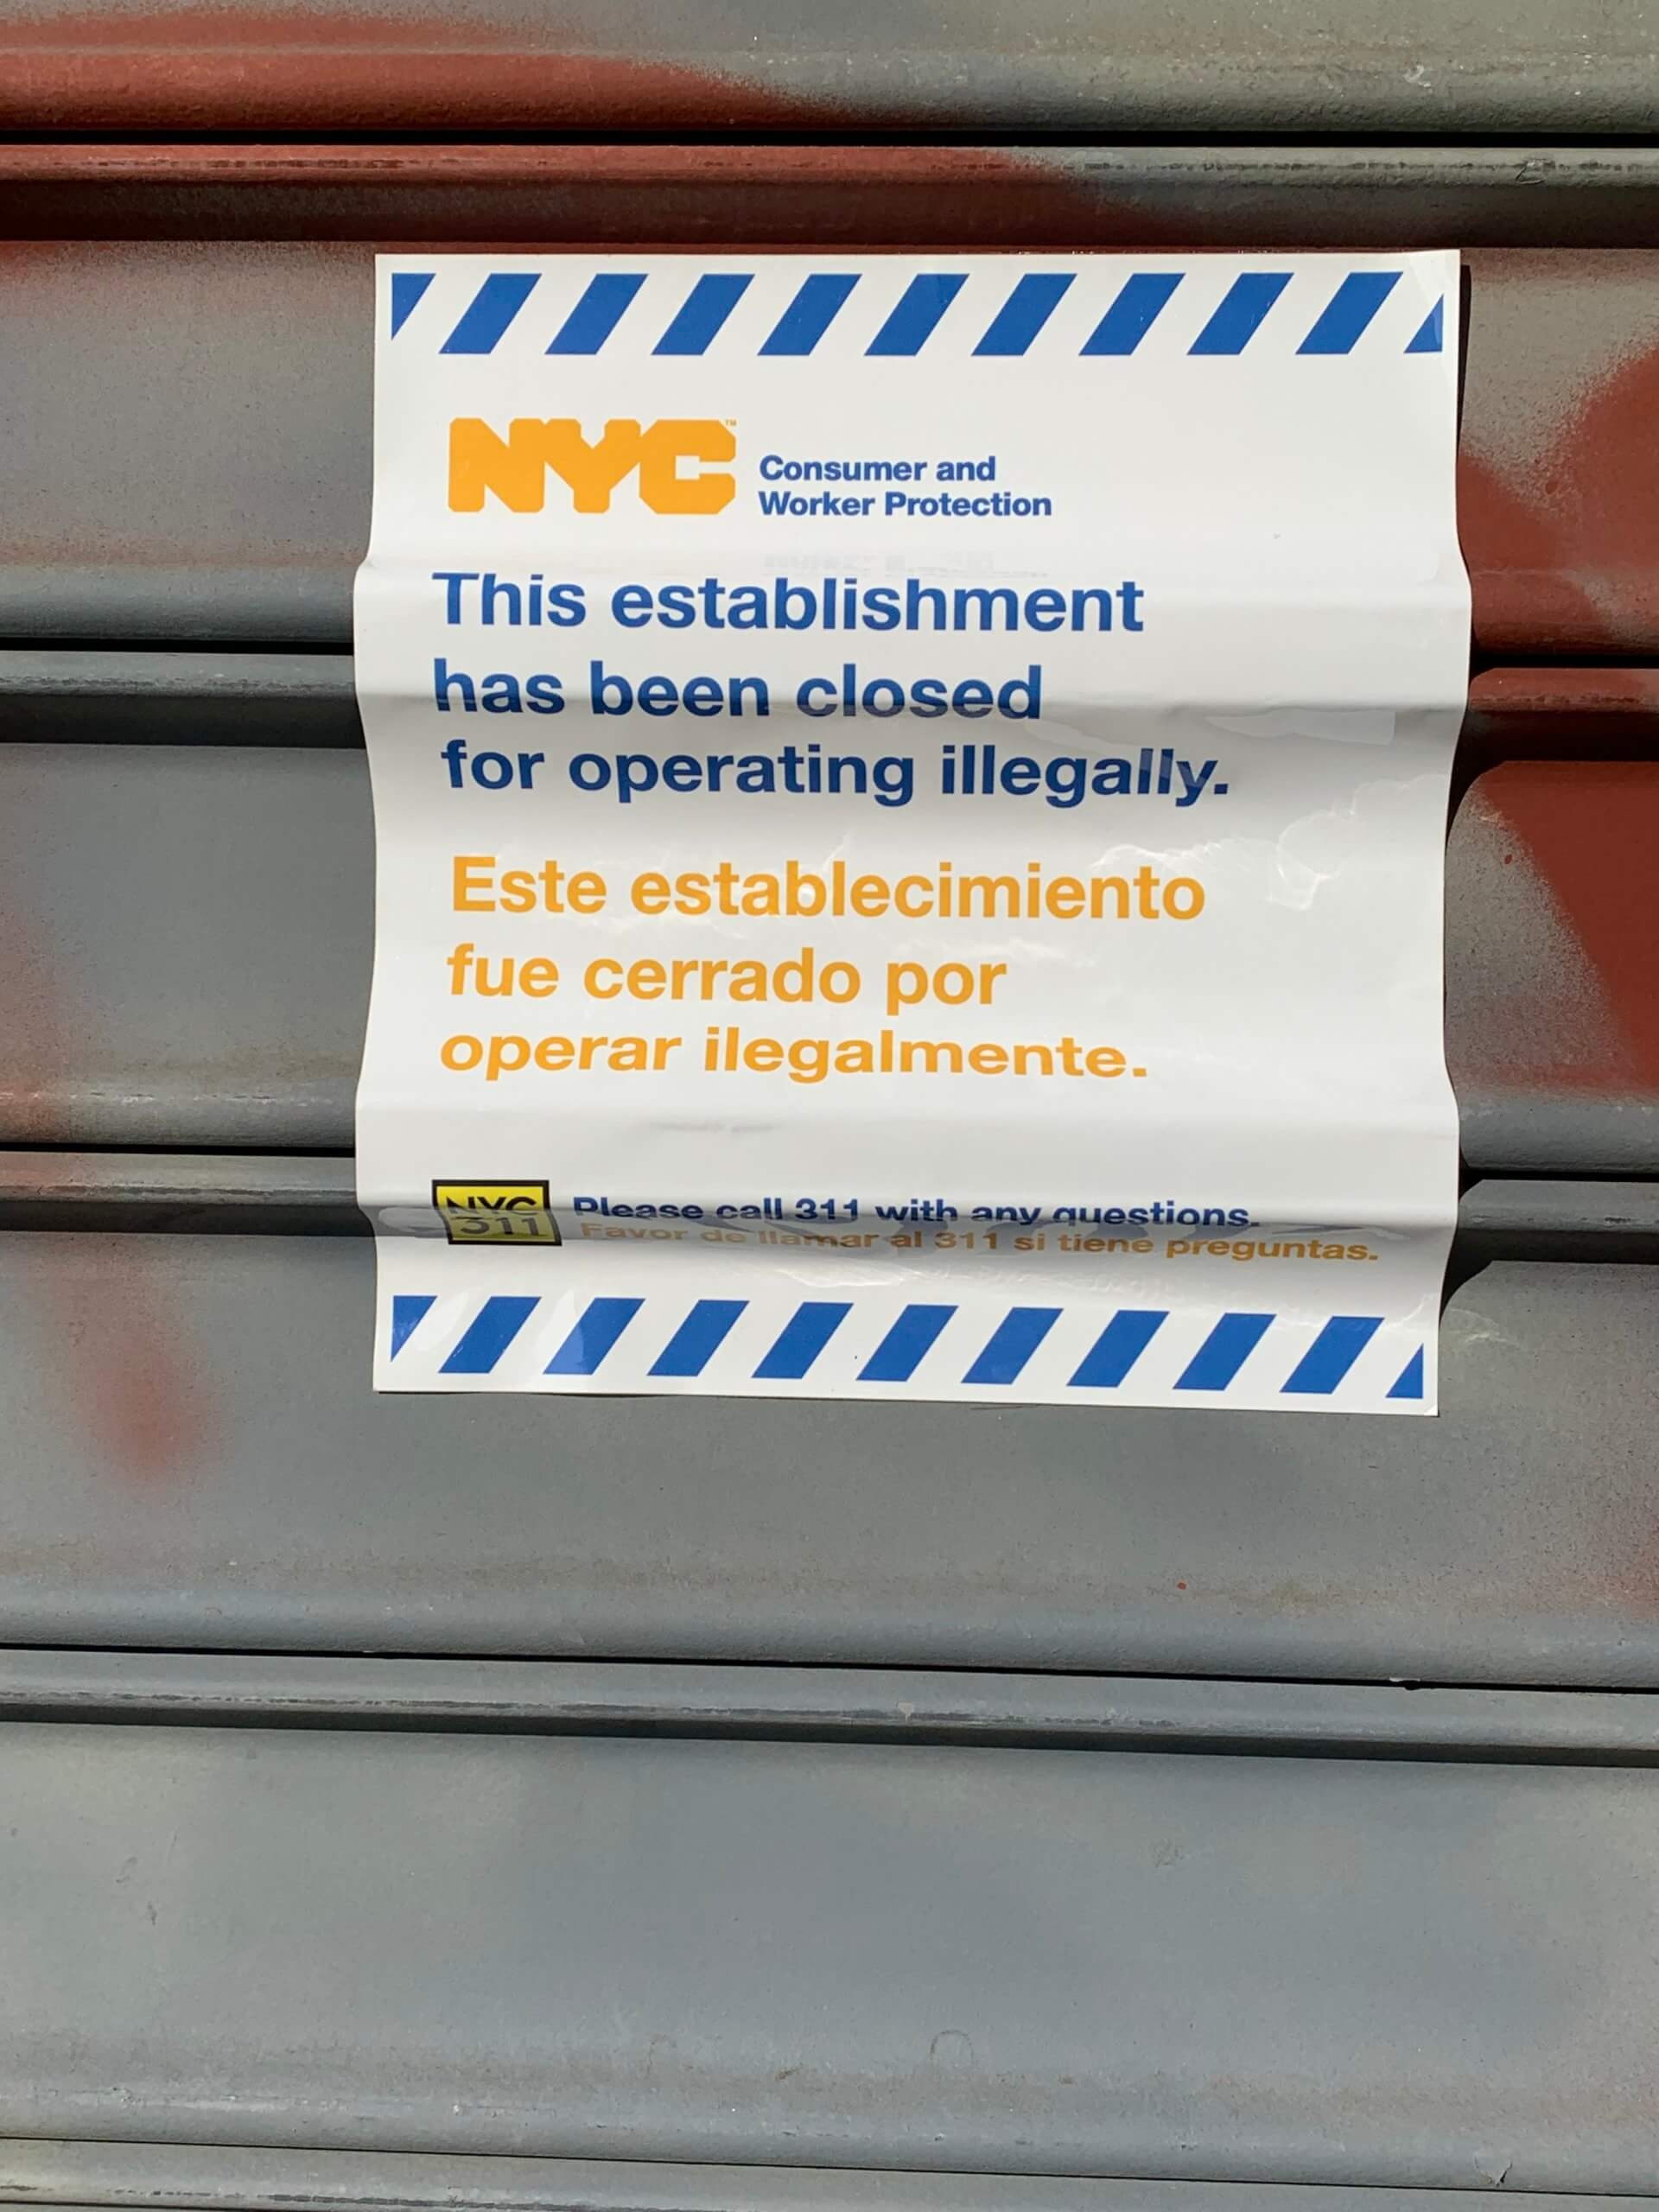 NYC™ Consumer and
Worker Protection
This establishment
has been closed
for operating illegally.
Este establecimiento
fue cerrado por
operar ilegalmente.
NYC
311
Please call 311 with any questions.
Favor de llamar al 311 si tiene preguntas.